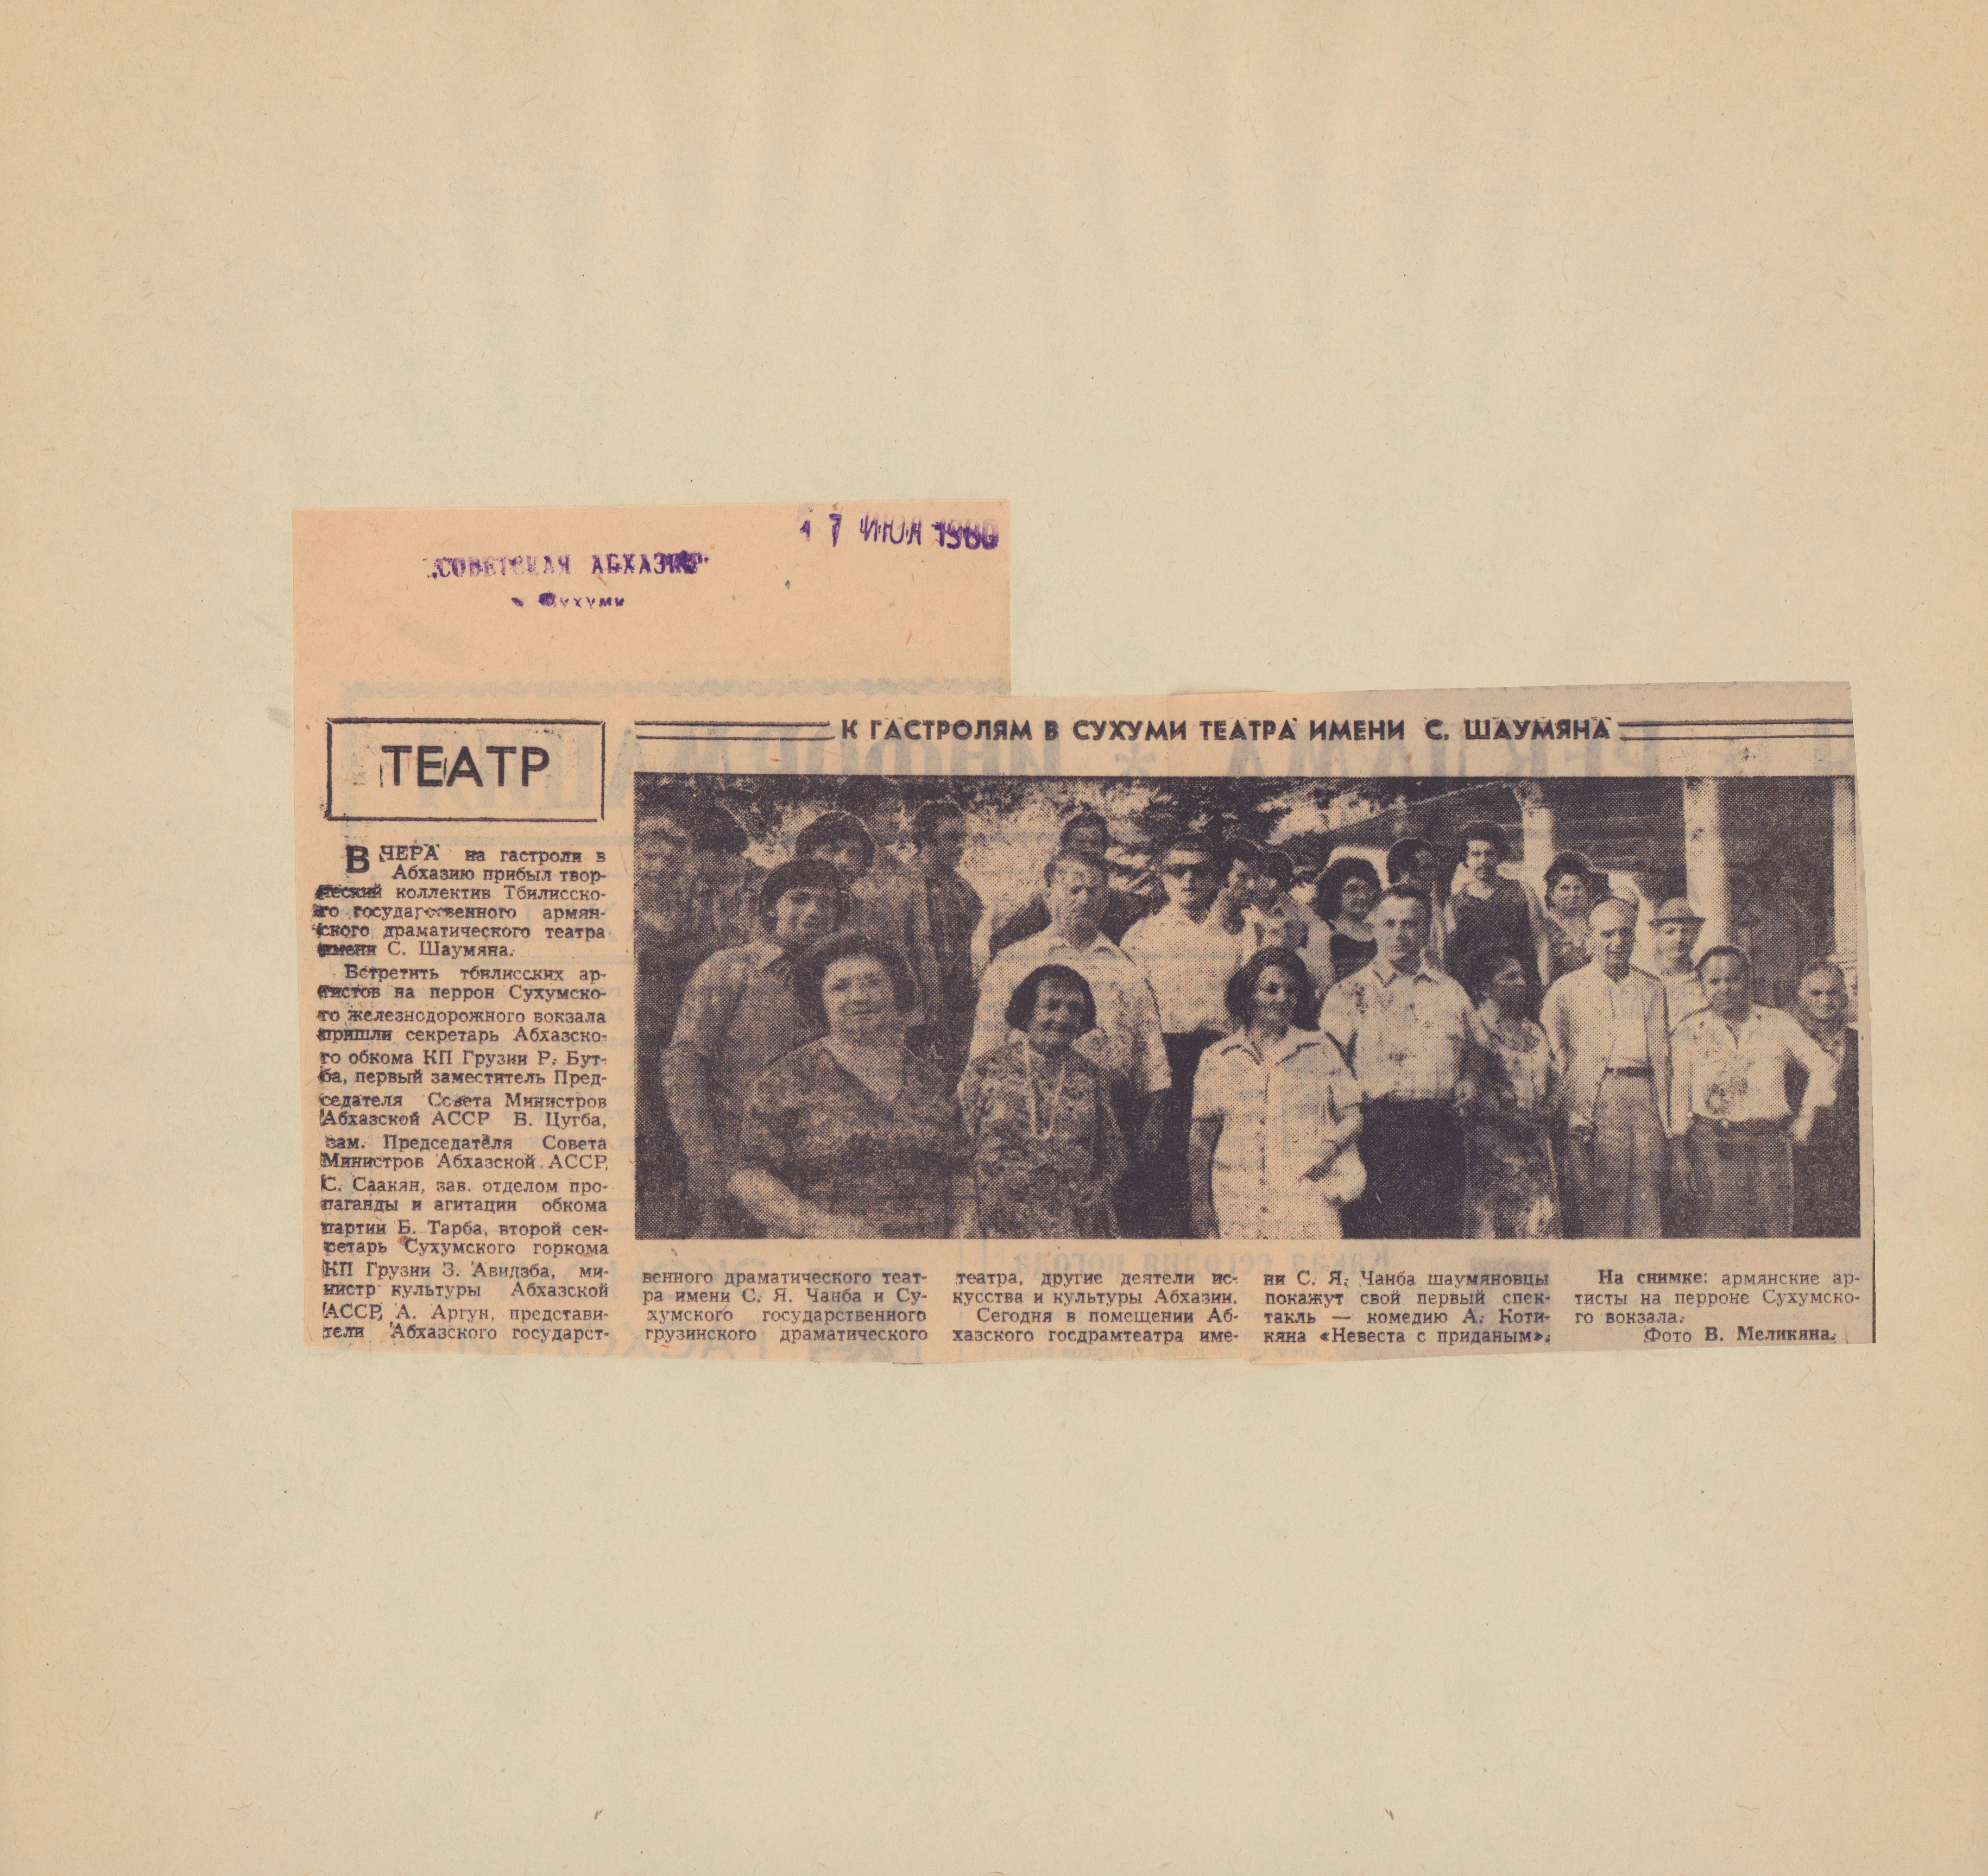 17 ИЮЛ 1980
СОВЕТСКАЯ АБХАЗИЯ
Сухуми
ТЕАТР
К ГАСТРОЛЯМ В СУХУМИ ТЕАТРА ИМЕНИ С. ШАУМЯНА
ВЧЕРА на гастроли в
Абхазию прибыл твор-
ческий коллектив Тбилисско-
го государственного армян-
ского драматического театра
имени С. Шаумяна.
Встретить тбилисских ар-
тистов на перрон Сухумско-
го железнодорожного вокзала
пришли секретарь Абхазско-
го обкома КП Грузии Р. Бут-
ба, первый заместитель Пред-
седателя Совета Министров
Абхазской АССР В. Цугба,
зам. Председателя Совета
Министров Абхазской АССР
С. Саакян, зав. отделом про-
паганды и агитации обкома
партии Б. Тарба, второй сек-
ретарь Сухумского горкома
КП Грузии З. Авидзба, ми-
нистр культуры Абхазской
АССР А. Аргун, представи-
тели Абхазского государст-
венного драматического теат-
ра имени С. Я. Чанба и Су-
хумского государственного
грузинского драматического
театра, другие деятели ис-
кусства и культуры Абхазии.
Сегодня в помещении Аб-
хазского госдрамтеатра име-
ни С. Я. Чанба шаумяновцы
покажут свой первый спек-
такль — комедию А. Коти-
кяна «Невеста с приданым».
На снимке: армянские ар-
тисты на перроне Сухумско-
го вокзала.
Фото В. Меликяна.